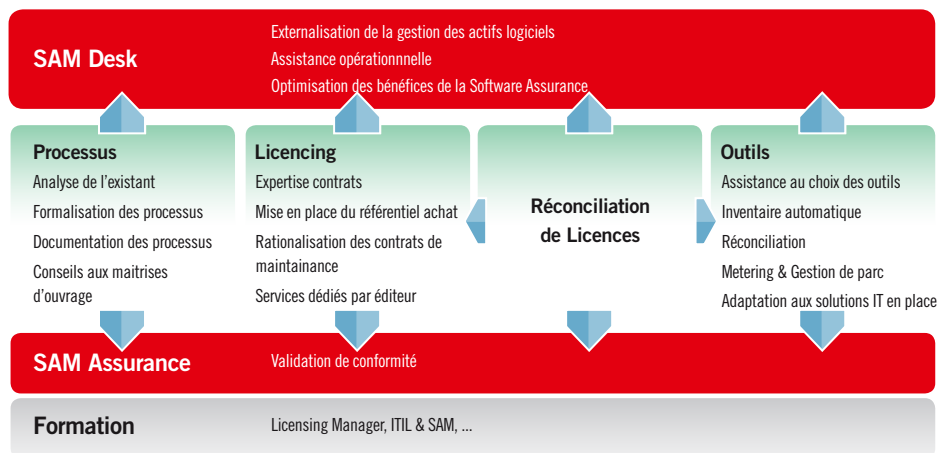 SAM Desk
Externalisation de la gestion des actifs logiciels
Assistance opérationnnelle
Optimisation des bénéfices de la Software Assurance
Processus
Analyse de l'existant
Formalisation des processus
Documentation des processus
Conseils aux maitrises
d'ouvrage
Licencing
Expertise contrats
Mise en place du référentiel achat
Rationalisation des contrats de
maintainance
Services dédiés par éditeur
Réconciliation
de Licences
Outils
Assistance au choix des outils
Inventaire automatique
Réconciliation
Metering & Gestion de parc
Adaptation aux solutions IT en place
SAM Assurance
Validation de conformité
Formation
Licensing Manager, ITIL & SAM, ...